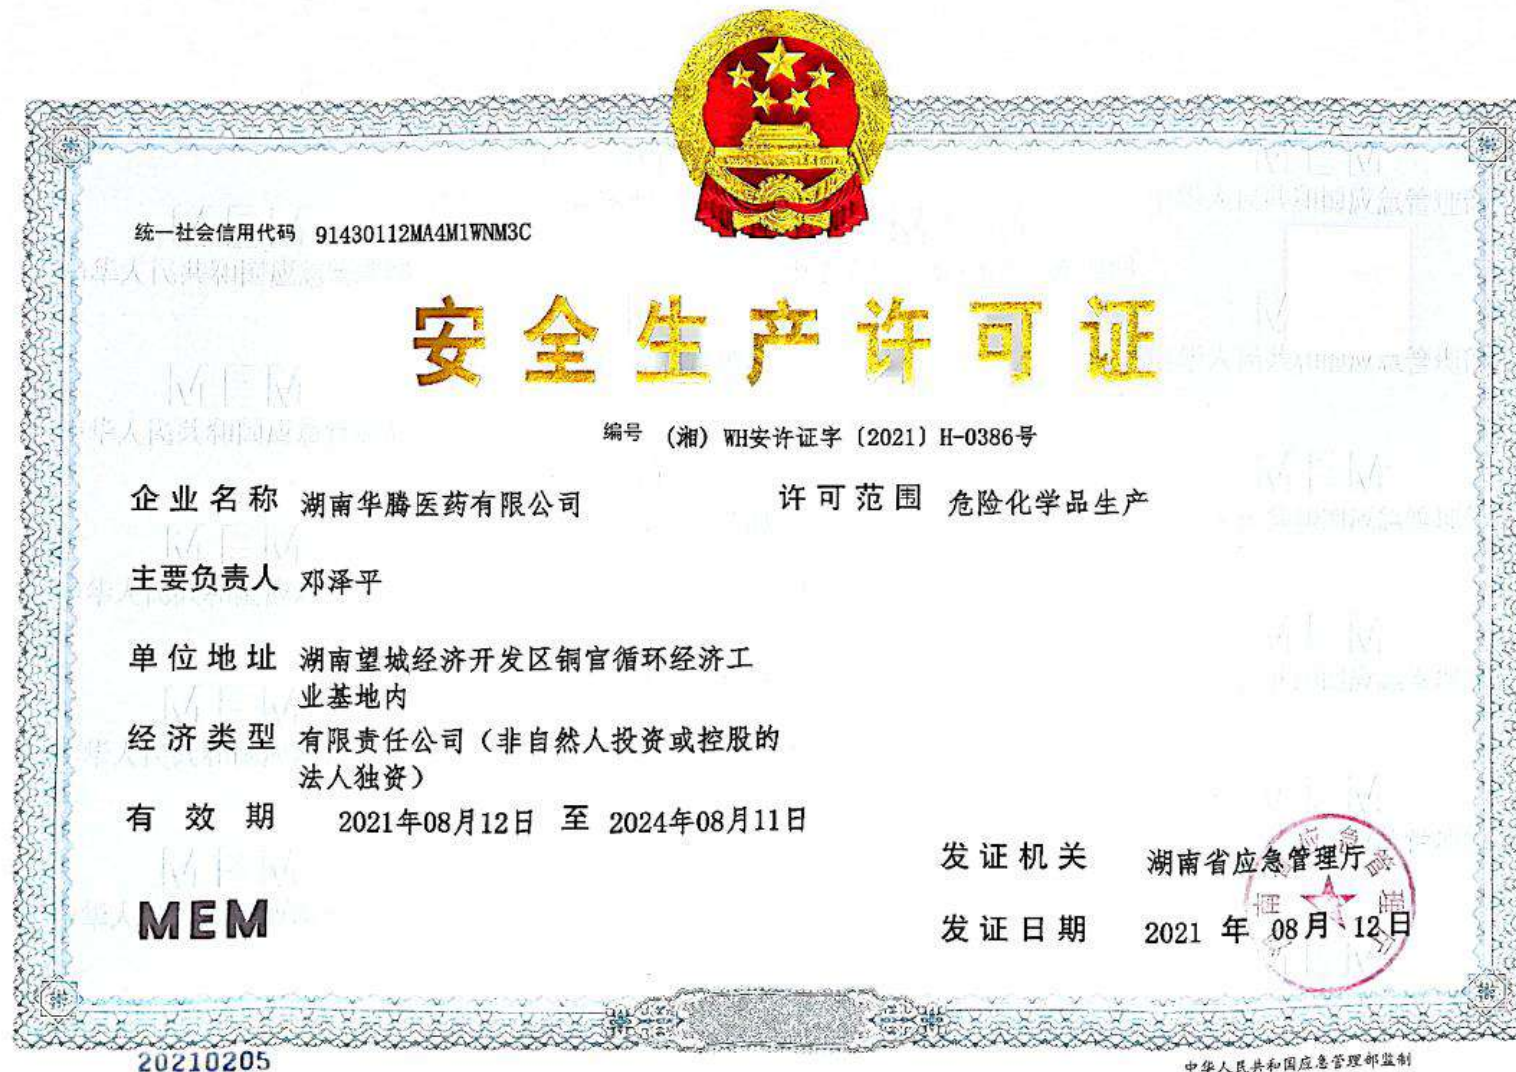 统一社会信用代码 91430112MA4M1WNM3C
安全生产许可证
编号 (湘) WH安许证字〔2021〕H-0386号
企业名称 湖南华腾医药有限公司 许可范围 危险化学品生产
主要负责人 邓泽平
单位地址 湖南望城经济开发区铜官循环经济工
业基地内
经济类型 有限责任公司（非自然人投资或控股的
法人独资）
有效期 2021年08月12日 至 2024年08月11日
发证机关 湖南省应急管理厅
MEM
发证日期 2021 年 08月 12日
湖南省应急管理厅
20210205
中华人民共和国应急管理部监制